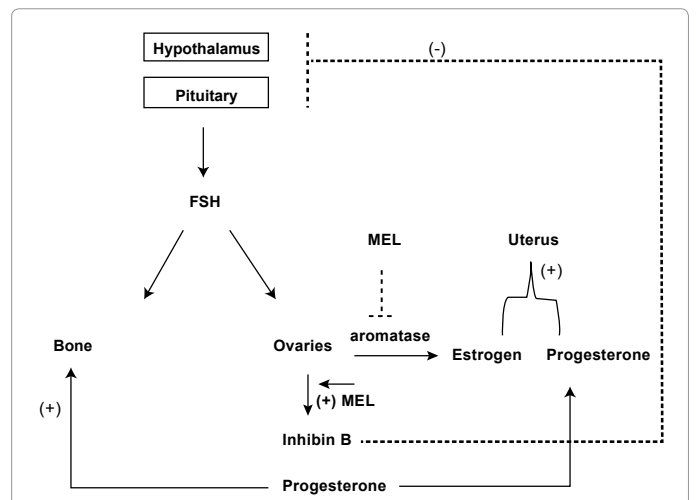 Hypothalamus
(-)
Pituitary
FSH
MEL
Uterus
(+)
aromatase
Bone
Ovaries
Estrogen
Progesterone
(+)
(+) MEL
Inhibin B
Progesterone